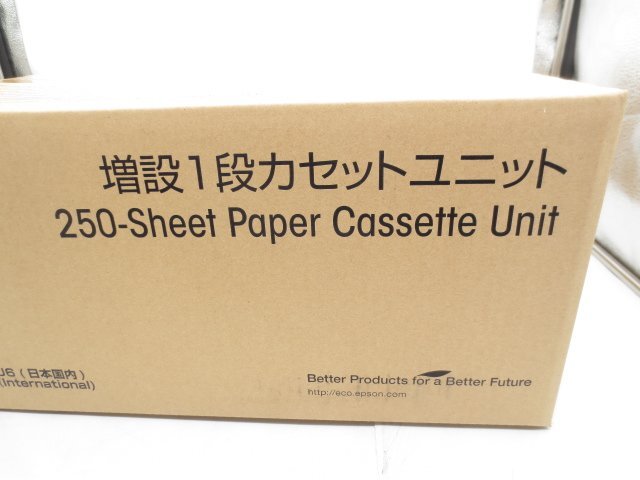 増設1段カセットユニット
250-Sheet Paper Cassette Unit
J6(日本国内)
(International)
Better Products for a Better Future
http://eco.epson.com